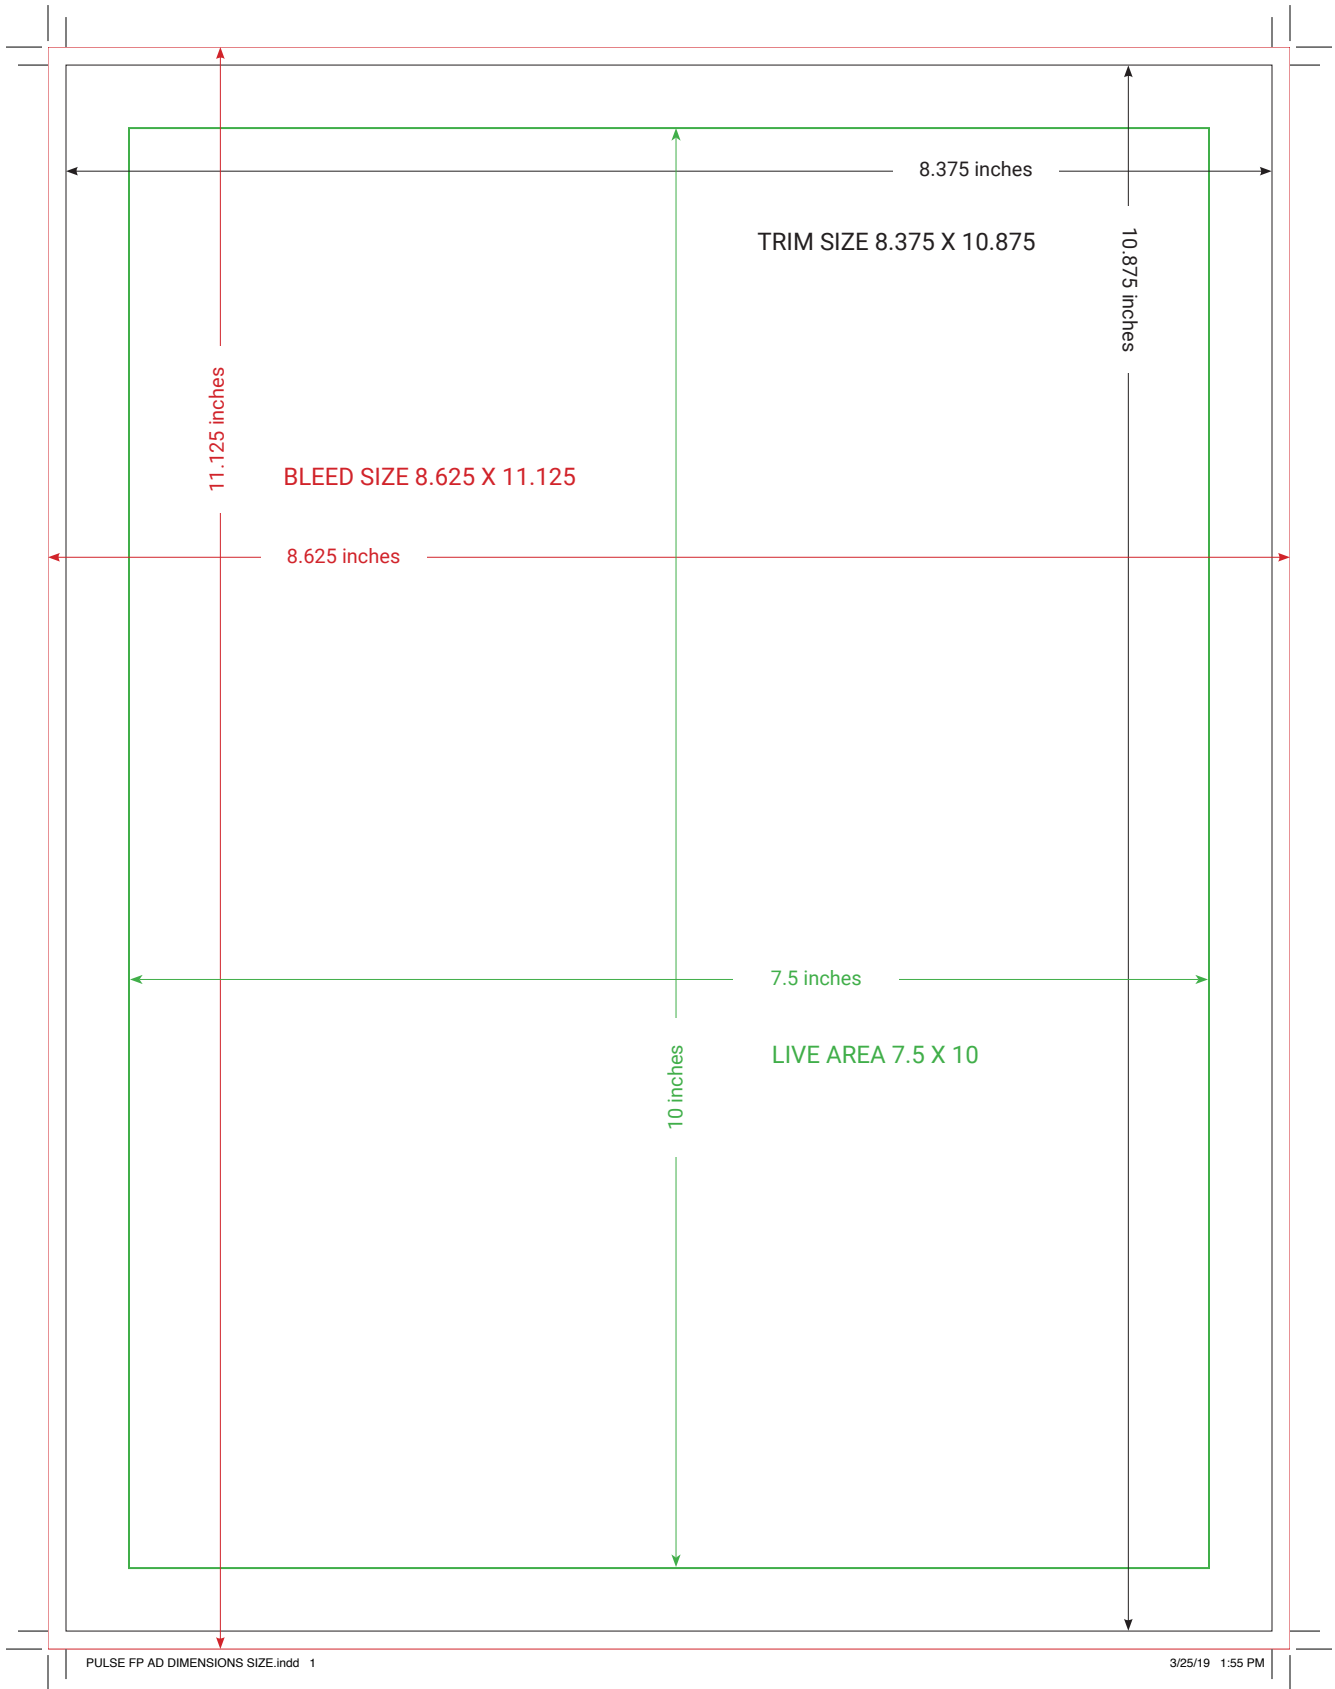 8.375 inches
TRIM SIZE 8.375 X 10.875
10.875 inches
11.125 inches
BLEED SIZE 8.625 X 11.125
8.625 inches
7.5 inches
LIVE AREA 7.5 X 10
10 inches
PULSE FP AD DIMENSIONS SIZE.indd 1
3/25/19 1:55 PM